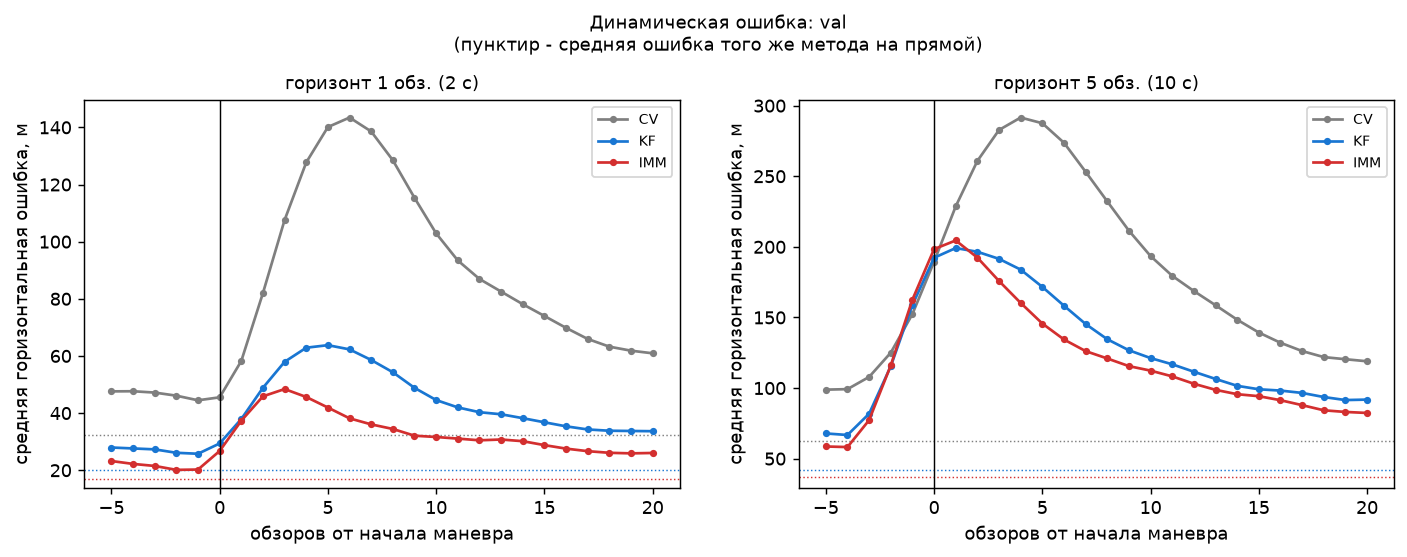 Динамическая ошибка: val
(пунктир - средняя ошибка того же метода на прямой)
горизонт 1 обз. (2 с)
средняя горизонтальная ошибка, м
140
120
100
80
60
40
20
CV
KF
IMM
−5
0
5
10
15
20
обзоров от начала маневра
горизонт 5 обз. (10 с)
средняя горизонтальная ошибка, м
300
250
200
150
100
50
CV
KF
IMM
−5
0
5
10
15
20
обзоров от начала маневра